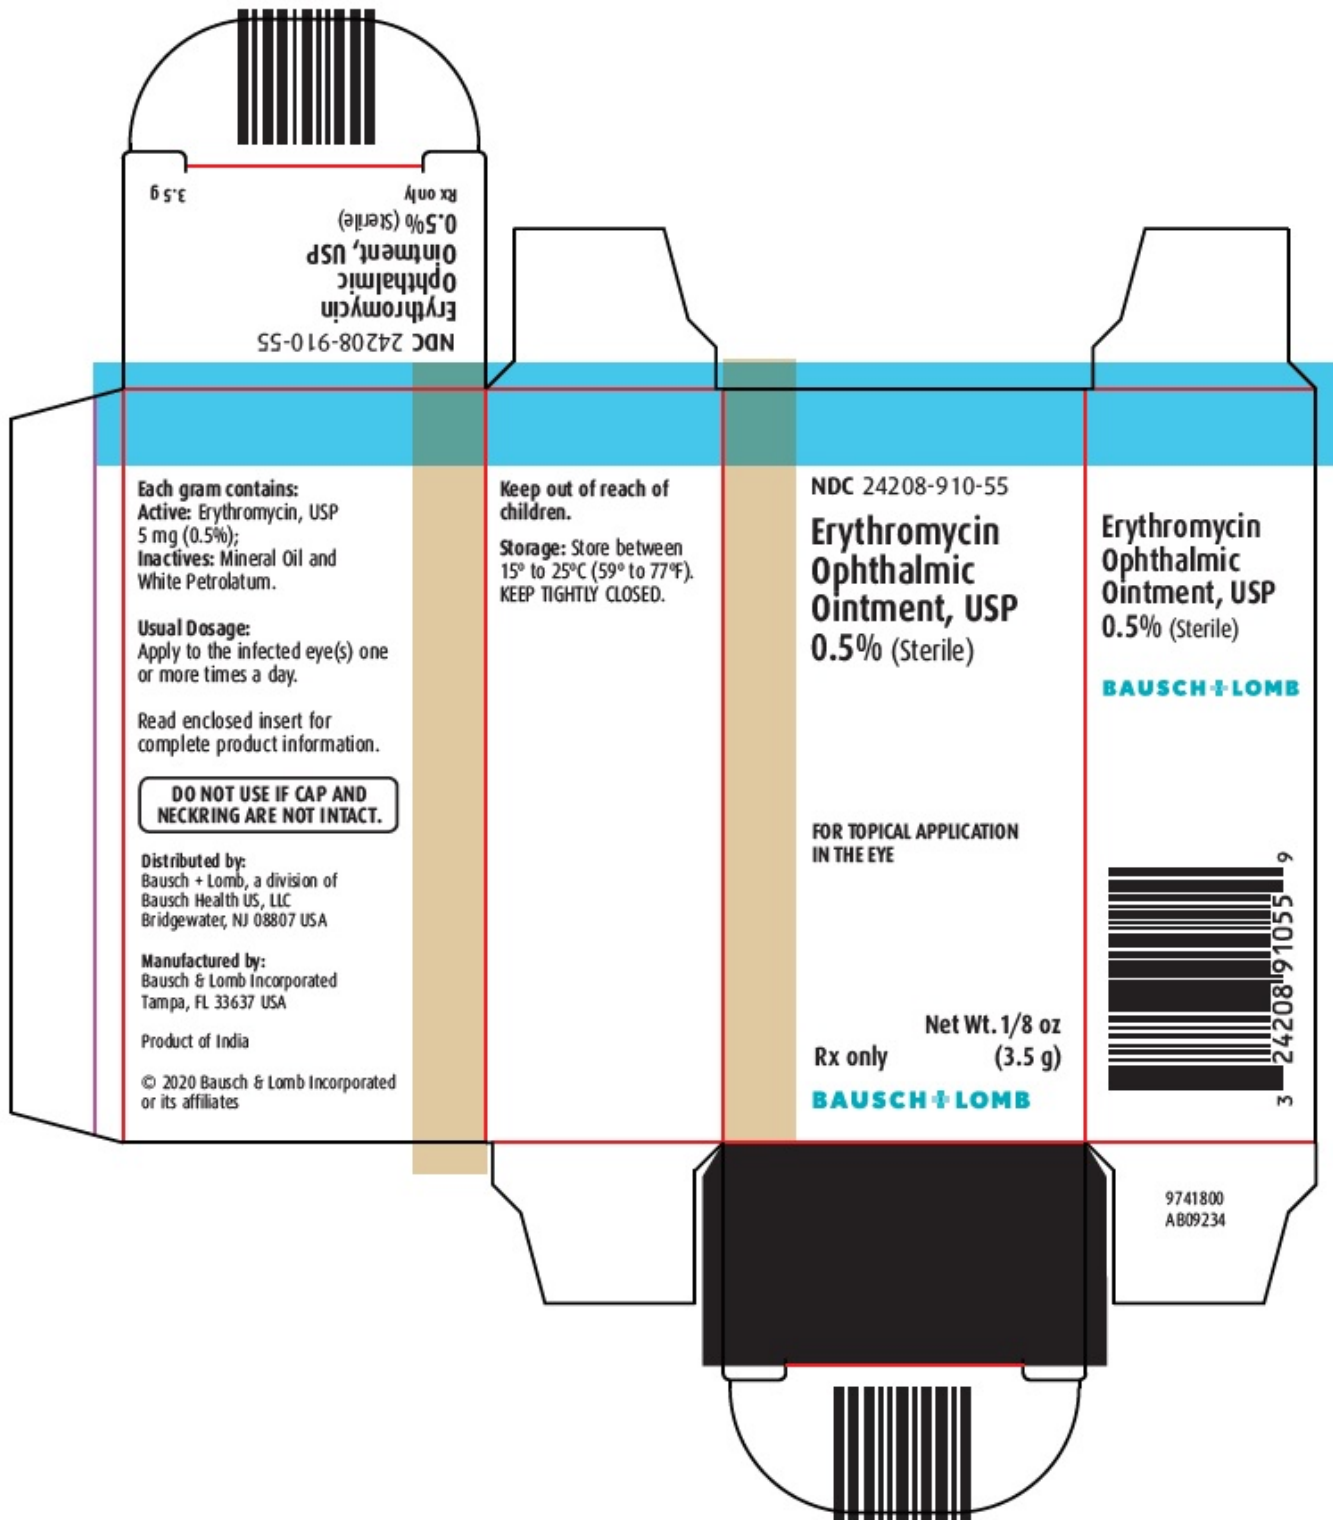 3.5 g
Rx only
0.5% (Sterile)
Ointment, USP
Ophthalmic
Erythromycin
NDC 24208-910-55
Each gram contains:
Active: Erythromycin, USP
5 mg (0.5%);
Inactives: Mineral Oil and
White Petrolatum.
Usual Dosage:
Apply to the infected eye(s) one
or more times a day.
Read enclosed insert for
complete product information.
DO NOT USE IF CAP AND
NECKRING ARE NOT INTACT.
Distributed by:
Bausch + Lomb, a division of
Bausch Health US, LLC
Bridgewater, NJ 08807 USA
Manufactured by:
Bausch & Lomb Incorporated
Tampa, FL 33637 USA
Product of India
© 2020 Bausch & Lomb Incorporated
or its affiliates
Keep out of reach of
children.
Storage: Store between
15º to 25ºC (59º to 77ºF).
KEEP TIGHTLY CLOSED.
NDC 24208-910-55
Erythromycin
Ophthalmic
Ointment, USP
0.5% (Sterile)
FOR TOPICAL APPLICATION
IN THE EYE
Net Wt. 1/8 oz
Rx only (3.5 g)
BAUSCH + LOMB
Erythromycin
Ophthalmic
Ointment, USP
0.5% (Sterile)
BAUSCH + LOMB
3 24208 91055 9
9741800
AB09234